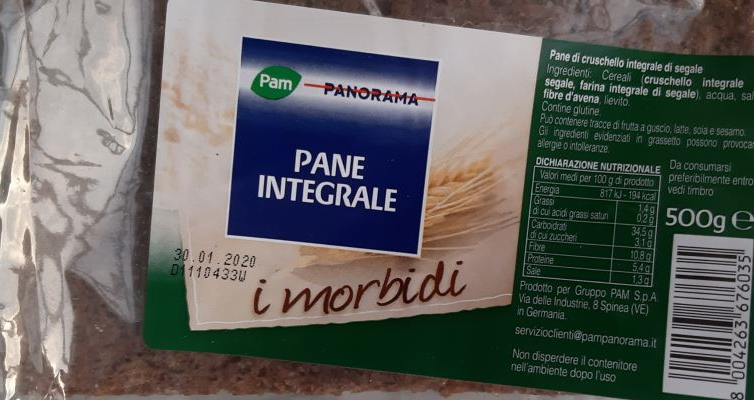 Pam PANORAMA
PANE
INTEGRALE
30.01.2020
D1110433W
i morbidi
Pane di cruschello integrale di segale
Ingredienti: Cereali (cruschello integrale
segale, farina integrale di segale), acqua, sal
fibre d'avena, lievito.
Contine glutine.
Può contenere tracce di frutta a guscio, latte, soia e sesamo.
Gli ingredienti evidenziati in grassetto possono provocar
allergie o intolleranze.
DICHIARAZIONE NUTRIZIONALE
Valori medi per 100 g di prodotto
Energia 817 kJ - 194 kcal
Grassi 1,4 g
di cui acidi grassi saturi 0,2 g
Carboidrati 34,5 g
di cui zuccheri 3,1 g
Fibre 10,8 g
Proteine 5,4 g
Sale 1,3 g
Da consumarsi
preferibilmente entro
vedi timbro
500g e
Prodotto per Gruppo PAM S.p.A.
Via delle Industrie, 8 Spinea (VE)
in Germania.
servizioclienti@pampanorama.it
Non disperdere il contenitore
nell'ambiente dopo l'uso
8 004263 676035